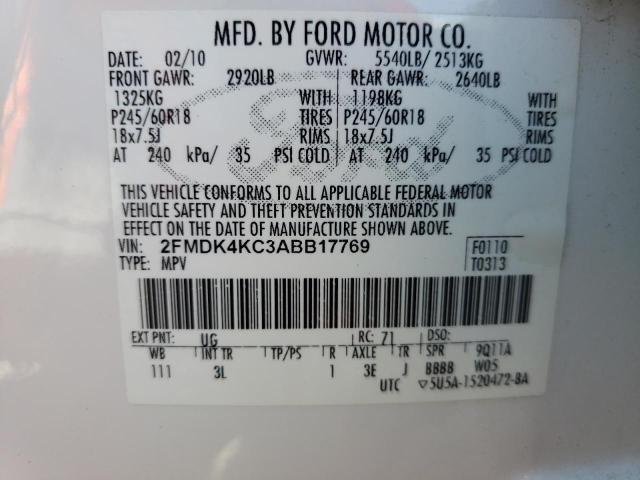 MFD. BY FORD MOTOR CO.
DATE: 02/10 GVWR: 5540LB/ 2513KG
FRONT GAWR: 2920LB REAR GAWR: 2640LB
1325KG WITH 1198KG WITH
P245/60R18 TIRES P245/60R18 TIRES
18x7.5J RIMS 18x7.5J RIMS
AT 240 kPa/ 35 PSI COLD AT 240 kPa/ 35 PSI COLD
Ford
THIS VEHICLE CONFORMS TO ALL APPLICABLE FEDERAL MOTOR
VEHICLE SAFETY AND THEFT PREVENTION STANDARDS IN
EFFECT ON THE DATE OF MANUFACTURE SHOWN ABOVE.
VIN: 2FMDK4KC3ABB17769 F0110
TYPE: MPV T0313
EXT PNT: UG RC: 71 DSO:
WB INT TR TP/PS R AXLE TR SPR 9Q11A
111 3L 1 3E J BBBB W05
UTC ▽5U5A-1520472-BA